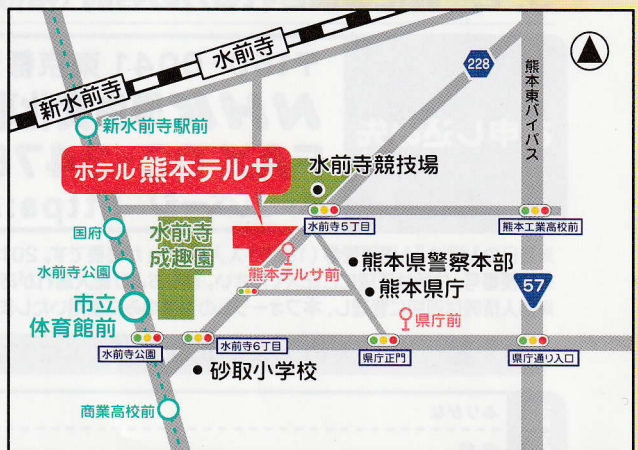 水前寺
新水前寺
228
熊本東バイパス
新水前寺駅前
ホテル 熊本テルサ
水前寺競技場
水前寺5丁目
熊本工業高校前
国府
水前寺
成趣園
水前寺公園
熊本テルサ前
熊本県警察本部
熊本県庁
57
市立
体育館前
県庁前
水前寺公園
水前寺6丁目
県庁正門
県庁通り入口
砂取小学校
商業高校前